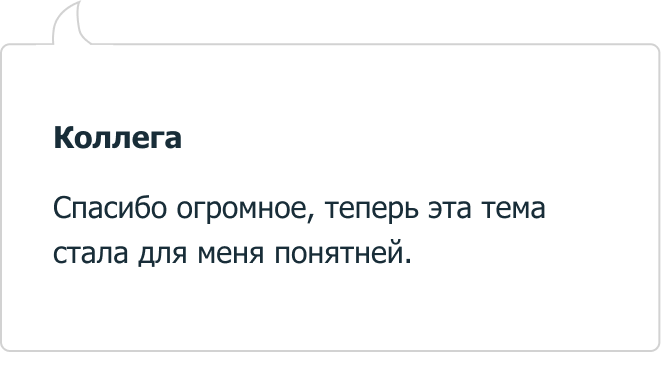 Коллега
Спасибо огромное, теперь эта тема
стала для меня понятней.